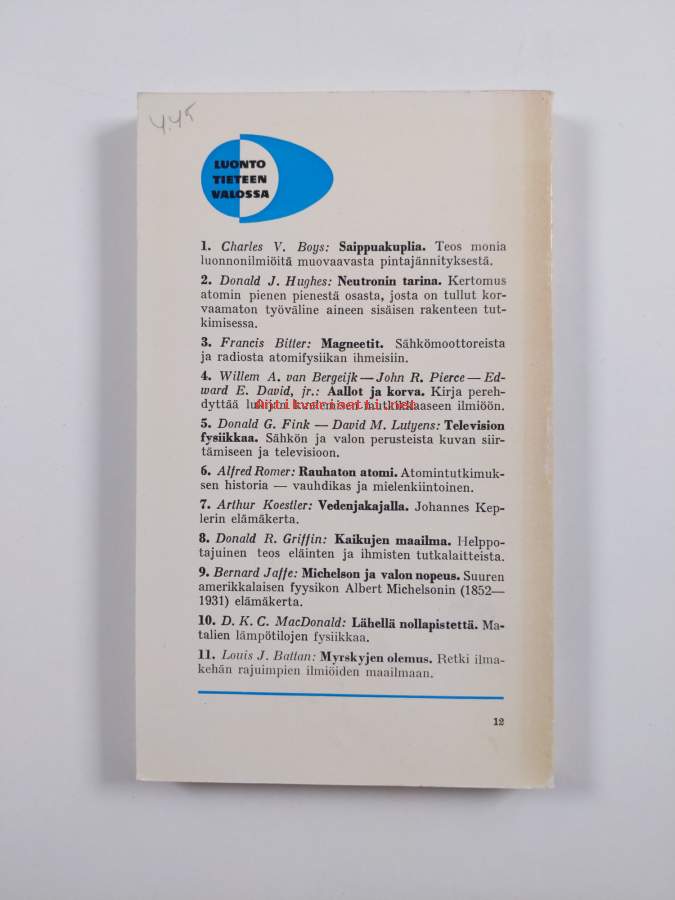 4.45
LUONTO
TIETEEN
VALOSSA
1. Charles V. Boys: Saippuakuplia. Teos monia
luonnonilmiöitä muovaavasta pintajännityksestä.
2. Donald J. Hughes: Neutronin tarina. Kertomus
atomin pienen pienestä osasta, josta on tullut kor-
vaamaton työväline aineen sisäisen rakenteen tut-
kimisessa.
3. Francis Bitter: Magneetit. Sähkömoottoreista
ja radiosta atomifysiikan ihmeisiin.
4. Willem A. van Bergeijk — John R. Pierce — Ed-
ward E. David, jr.: Aallot ja korva. Kirja pereh-
dyttää kuulemisen mutkikkaaseen ilmiöön.
Antikvariaatti.net
5. Donald G. Fink — David M. Lutyens: Television
fysiikkaa. Sähkön ja valon perusteista kuvan siir-
tämiseen ja televisioon.
6. Alfred Romer: Rauhaton atomi. Atomintutkimuk-
sen historia — vauhdikas ja mielenkiintoinen.
7. Arthur Koestler: Vedenjakajalla. Johannes Kep-
lerin elämäkerta.
8. Donald R. Griffin: Kaikujen maailma. Helppo-
tajuinen teos eläinten ja ihmisten tutkalaitteista.
9. Bernard Jaffe: Michelson ja valon nopeus. Suuren
amerikkalaisen fyysikon Albert Michelsonin (1852—
1931) elämäkerta.
10. D. K. C. MacDonald: Lähellä nollapistettä. Ma-
talien lämpötilojen fysiikkaa.
11. Louis J. Battan: Myrskyjen olemus. Retki ilma-
kehän rajuimpien ilmiöiden maailmaan.
12